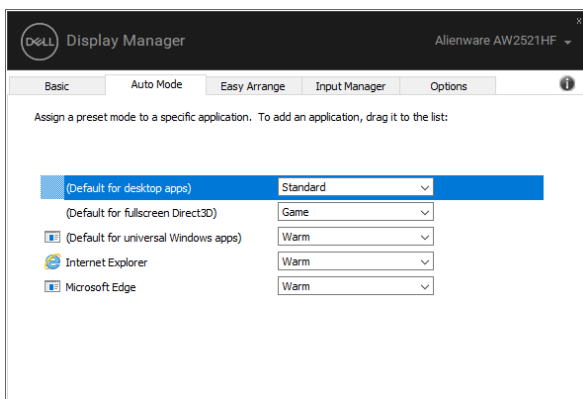 DELL Display Manager
Alienware AW2521HF
x
Basic
Auto Mode
Easy Arrange
Input Manager
Options
i
Assign a preset mode to a specific application. To add an application, drag it to the list:
(Default for desktop apps) Standard
(Default for fullscreen Direct3D) Game
(Default for universal Windows apps) Warm
Internet Explorer Warm
Microsoft Edge Warm